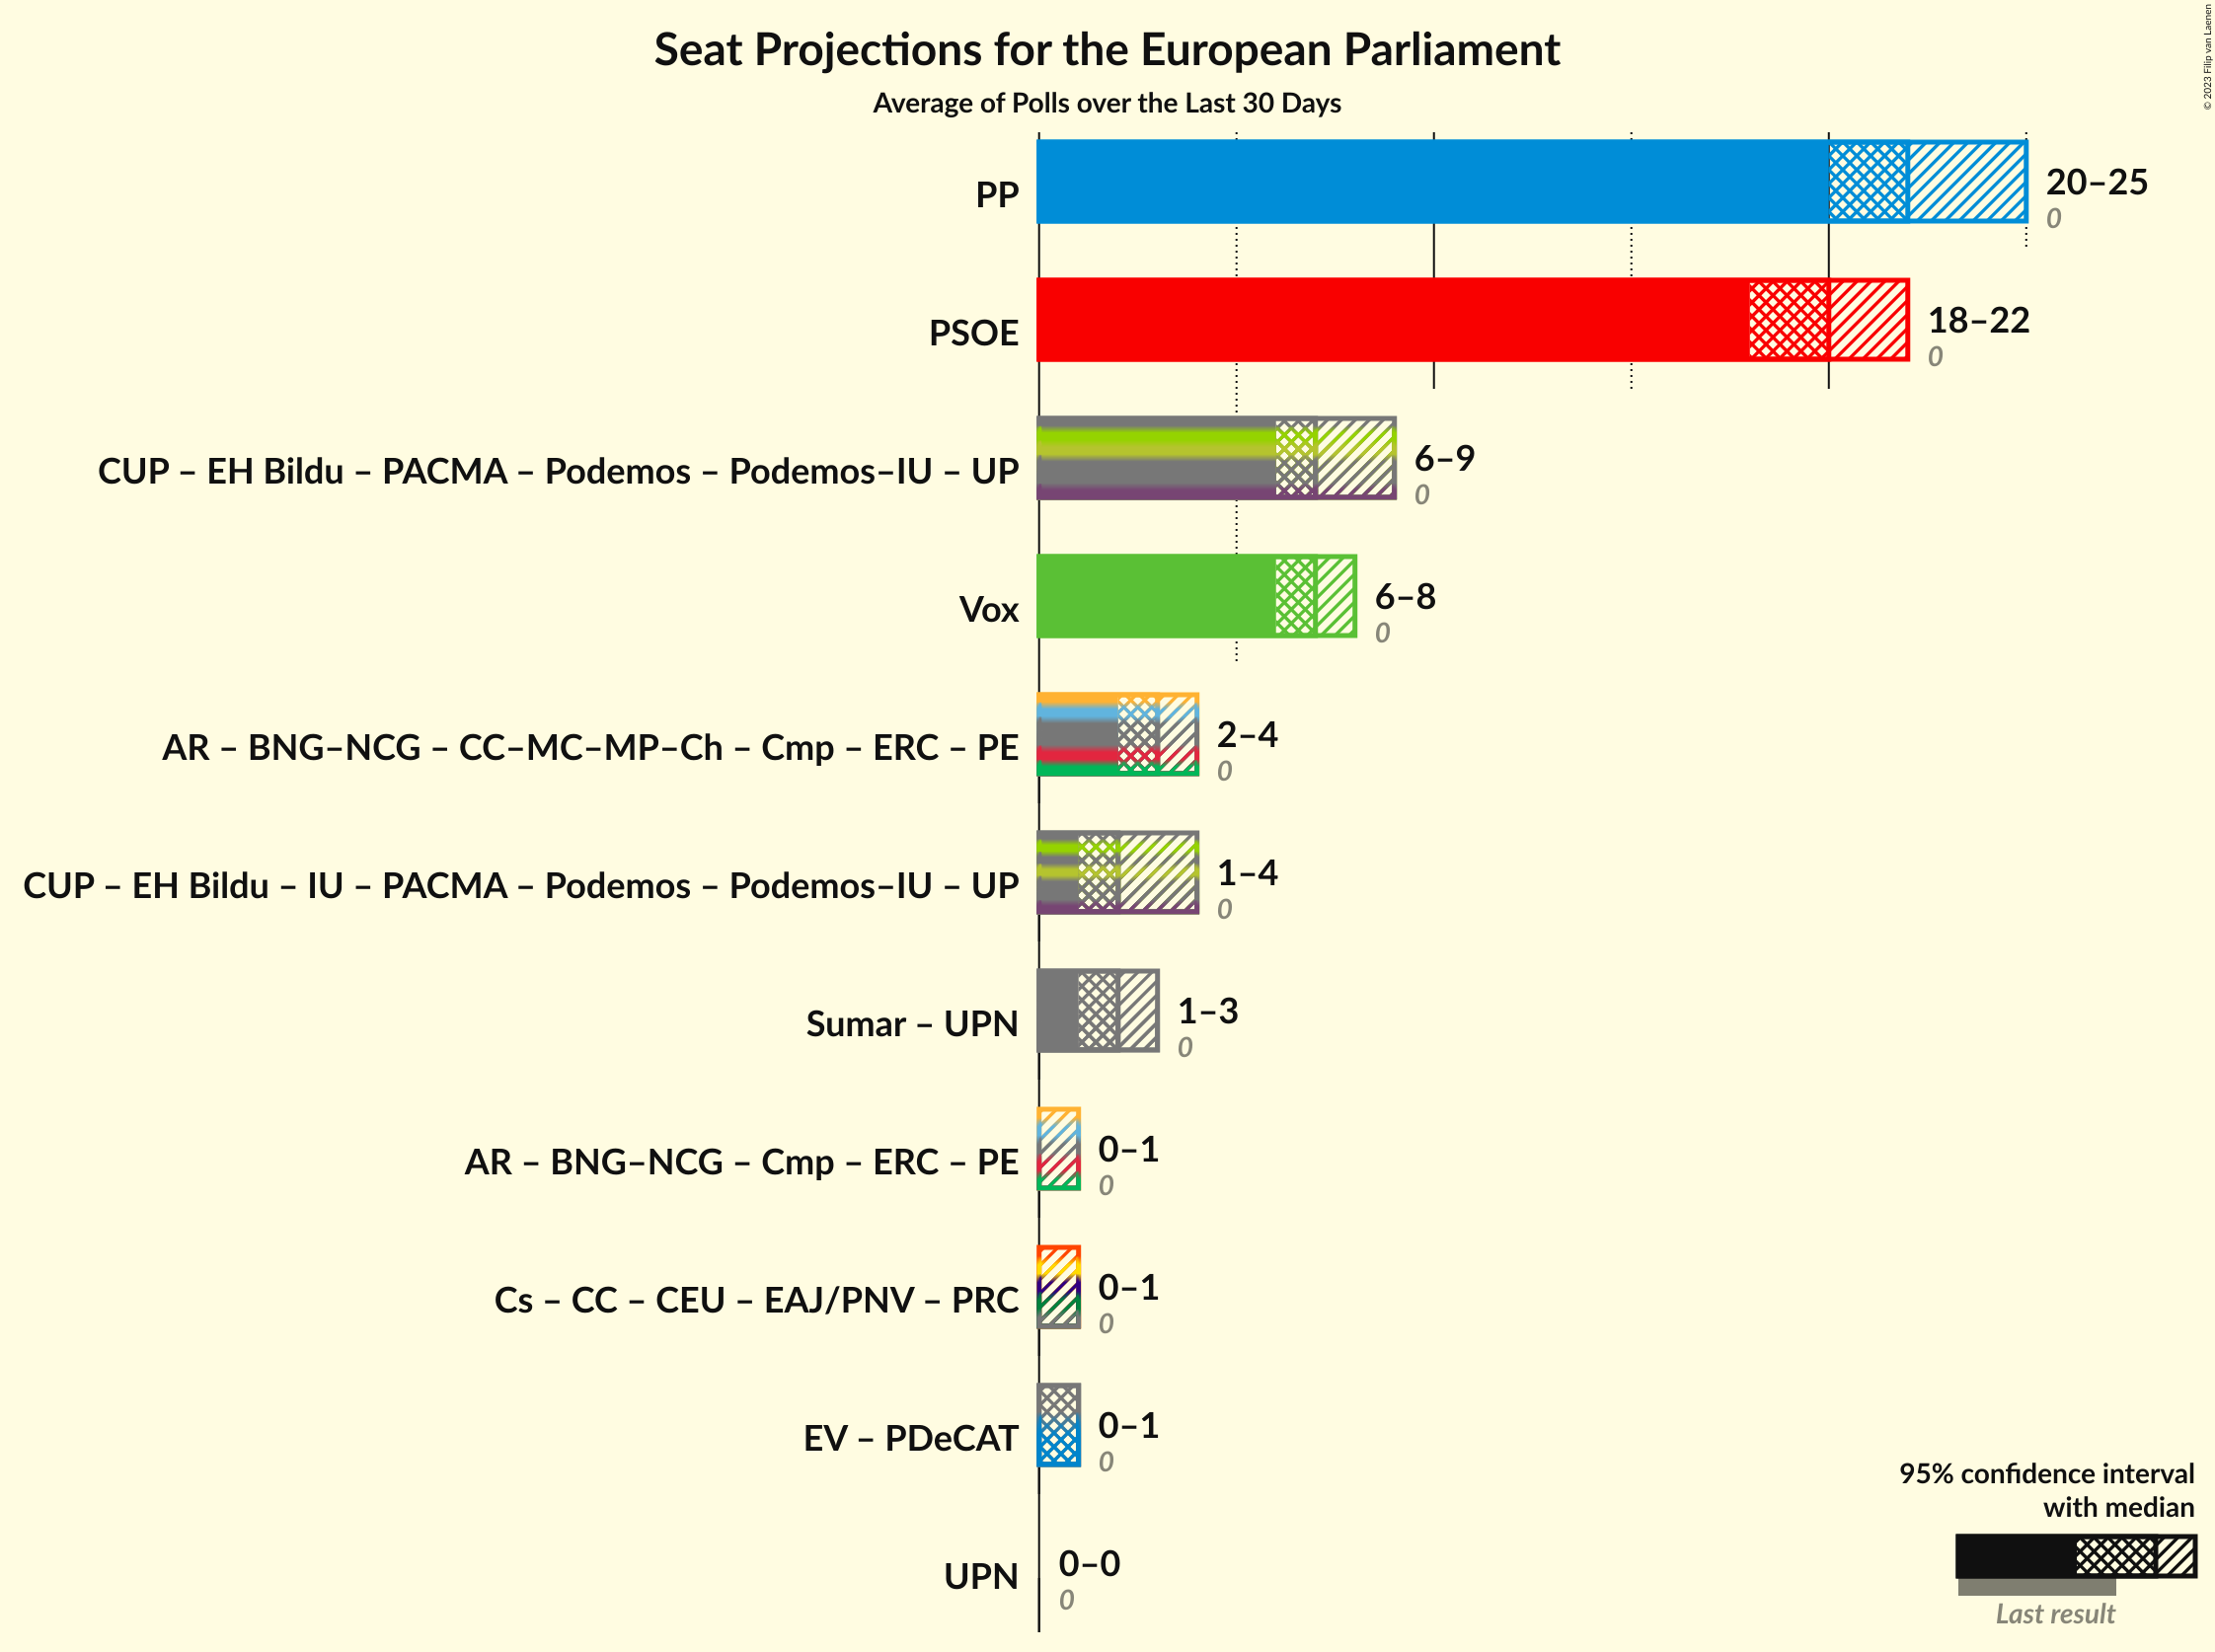 Seat Projections for the European Parliament
Average of Polls over the Last 30 Days
© 2023 Filip van Laenen
PP
20–25
0
PSOE
18–22
0
CUP – EH Bildu – PACMA – Podemos – Podemos–IU – UP
6–9
0
Vox
6–8
0
AR – BNG–NCG – CC–MC–MP–Ch – Cmp – ERC – PE
2–4
0
CUP – EH Bildu – IU – PACMA – Podemos – Podemos–IU – UP
1–4
0
Sumar – UPN
1–3
0
AR – BNG–NCG – Cmp – ERC – PE
0–1
0
Cs – CC – CEU – EAJ/PNV – PRC
0–1
0
EV – PDeCAT
0–1
0
UPN
0–0
0
95% confidence interval
with median
Last result